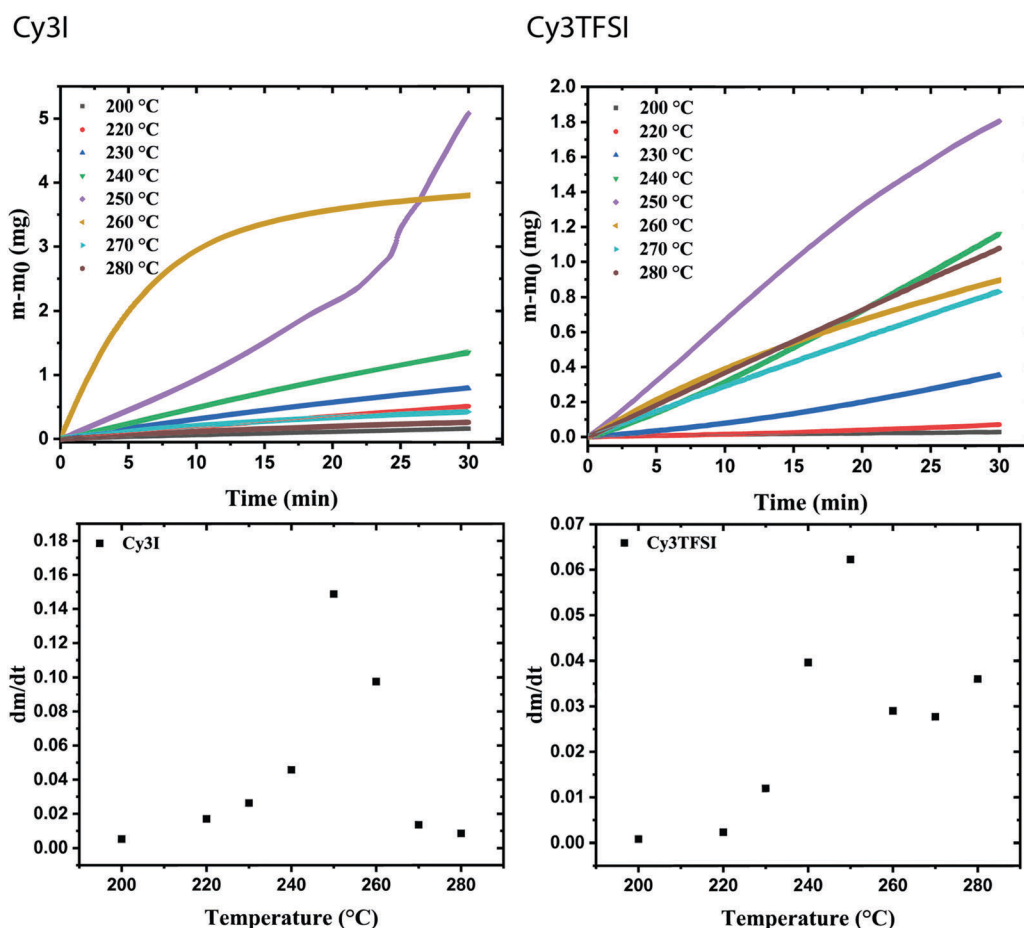 Cy3I
Cy3TFSI
5
4
3
2
1
0
m-m0 (mg)
200 °C
220 °C
230 °C
240 °C
250 °C
260 °C
270 °C
280 °C
0 5 10 15 20 25 30
Time (min)
2.0
1.8
1.6
1.4
1.2
1.0
0.8
0.6
0.4
0.2
0.0
m-m0 (mg)
200 °C
220 °C
230 °C
240 °C
250 °C
260 °C
270 °C
280 °C
0 5 10 15 20 25 30
Time (min)
0.18
0.16
0.14
0.12
0.10
0.08
0.06
0.04
0.02
0.00
dm/dt
Cy3I
200 220 240 260 280
Temperature (°C)
0.07
0.06
0.05
0.04
0.03
0.02
0.01
0.00
dm/dt
Cy3TFSI
200 220 240 260 280
Temperature (°C)